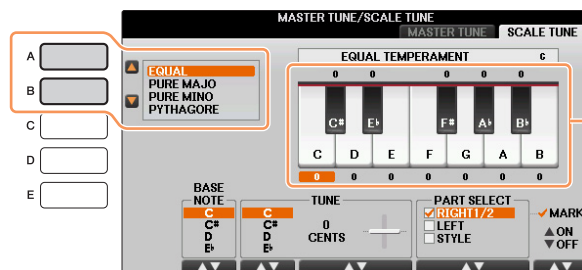 MASTER TUNE/SCALE TUNE
MASTER TUNE SCALE TUNE
A
B
C
D
E
EQUAL
PURE MAJO
PURE MINO
PYTHAGORE
EQUAL TEMPERAMENT C
0 0 0 0 0
C# E♭ F# A♭ B♭
C D E F G A B
0 0 0 0 0 0 0
BASE NOTE
C
C#
D
E♭
TUNE
C
C#
D
E♭
0
CENTS
PART SELECT
RIGHT1/2
LEFT
STYLE
MARK
▲ON
▼OFF